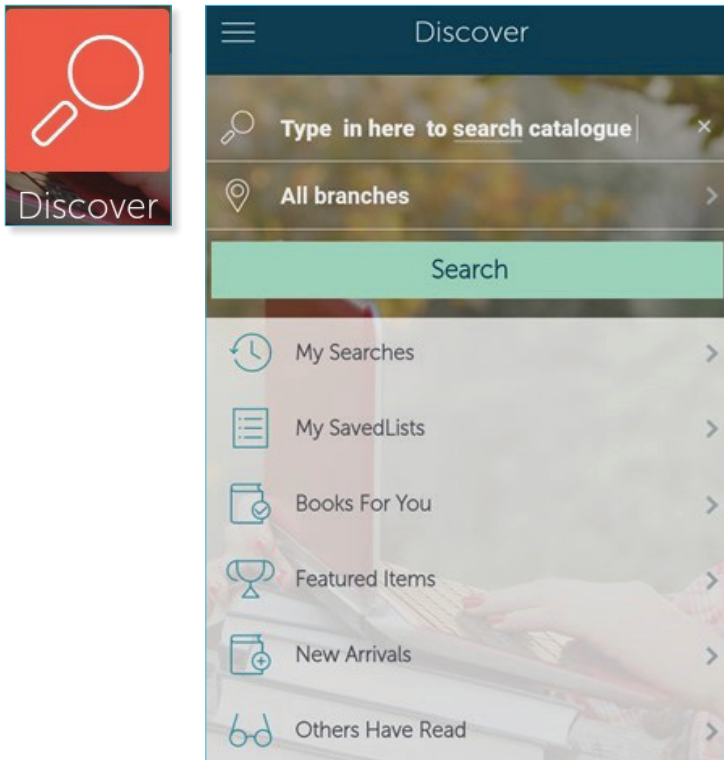 Discover
Discover
Type in here to search catalogue
All branches
Search
My Searches
My SavedLists
Books For You
Featured Items
New Arrivals
Others Have Read